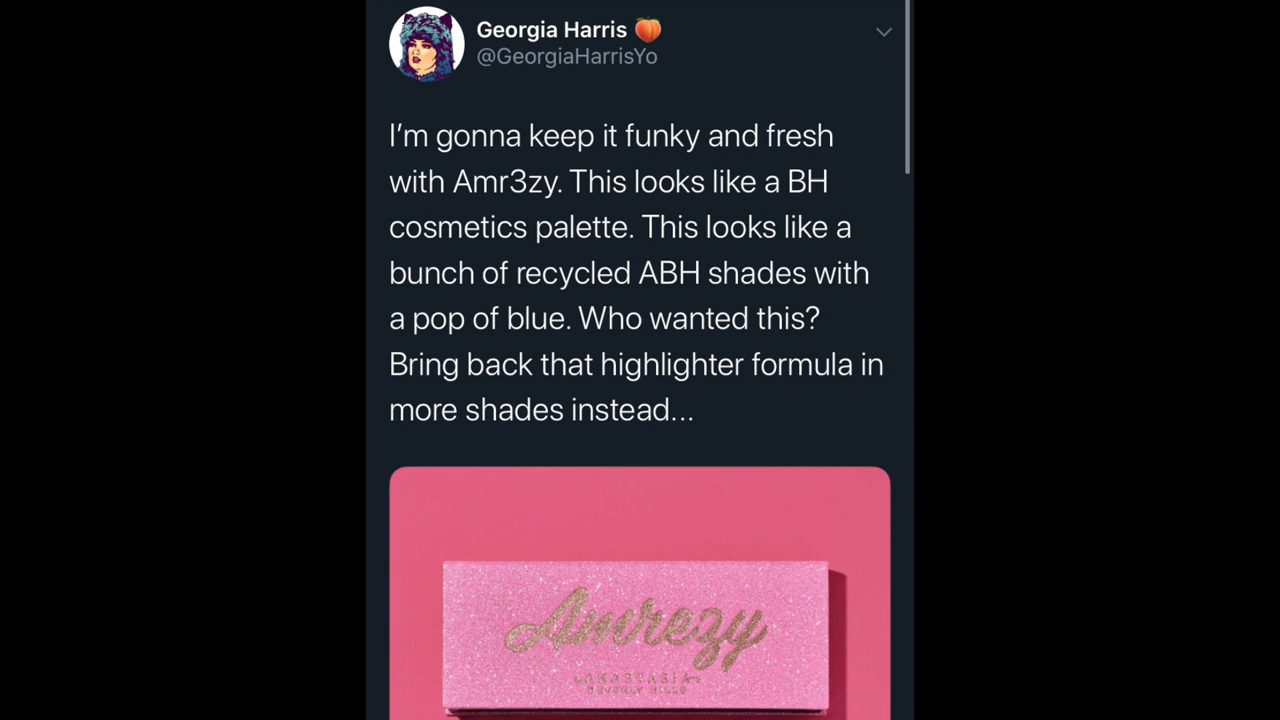 Georgia Harris 🍑
@GeorgiaHarrisYo
I'm gonna keep it funky and fresh
with Amr3zy. This looks like a BH
cosmetics palette. This looks like a
bunch of recycled ABH shades with
a pop of blue. Who wanted this?
Bring back that highlighter formula in
more shades instead...
Amrezy
ANASTASIA
BEVERLY HILLS